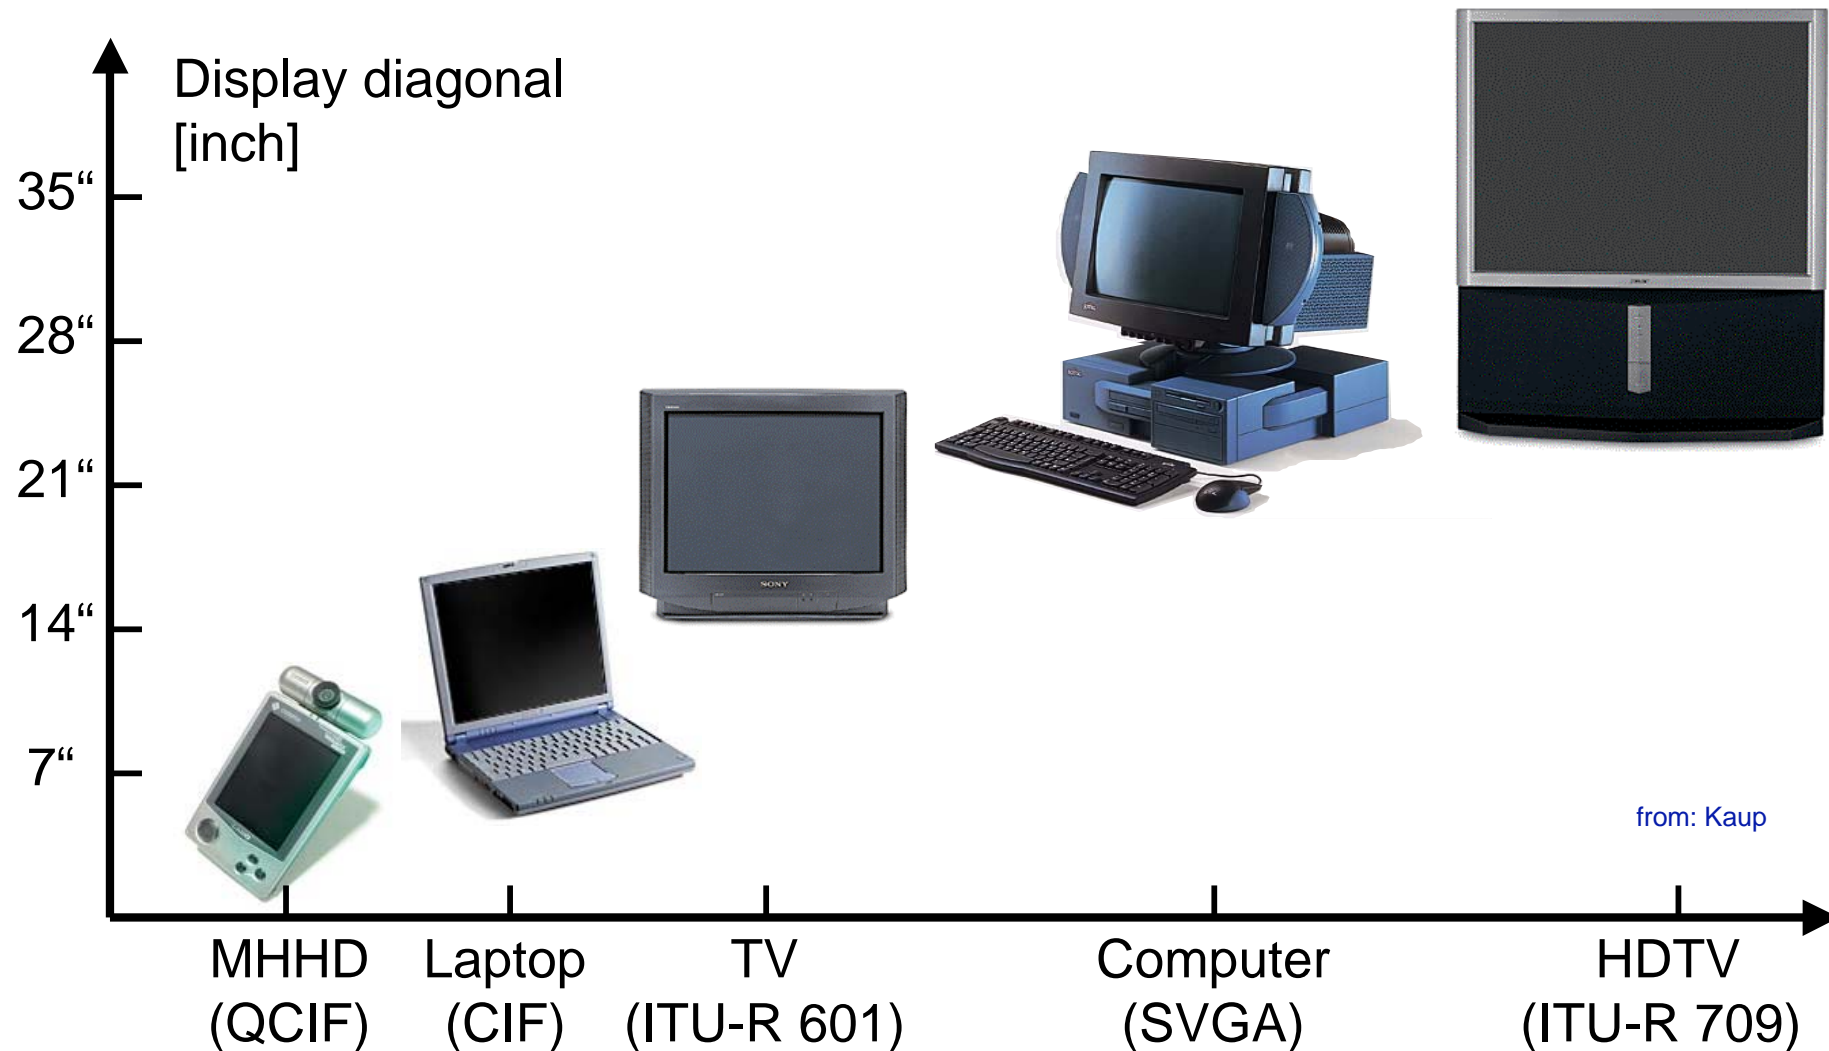 Display diagonal
[inch]
35“
28“
21“
14“
7“
SONY
from: Kaup
MHHD
(QCIF)
Laptop
(CIF)
TV
(ITU-R 601)
Computer
(SVGA)
HDTV
(ITU-R 709)